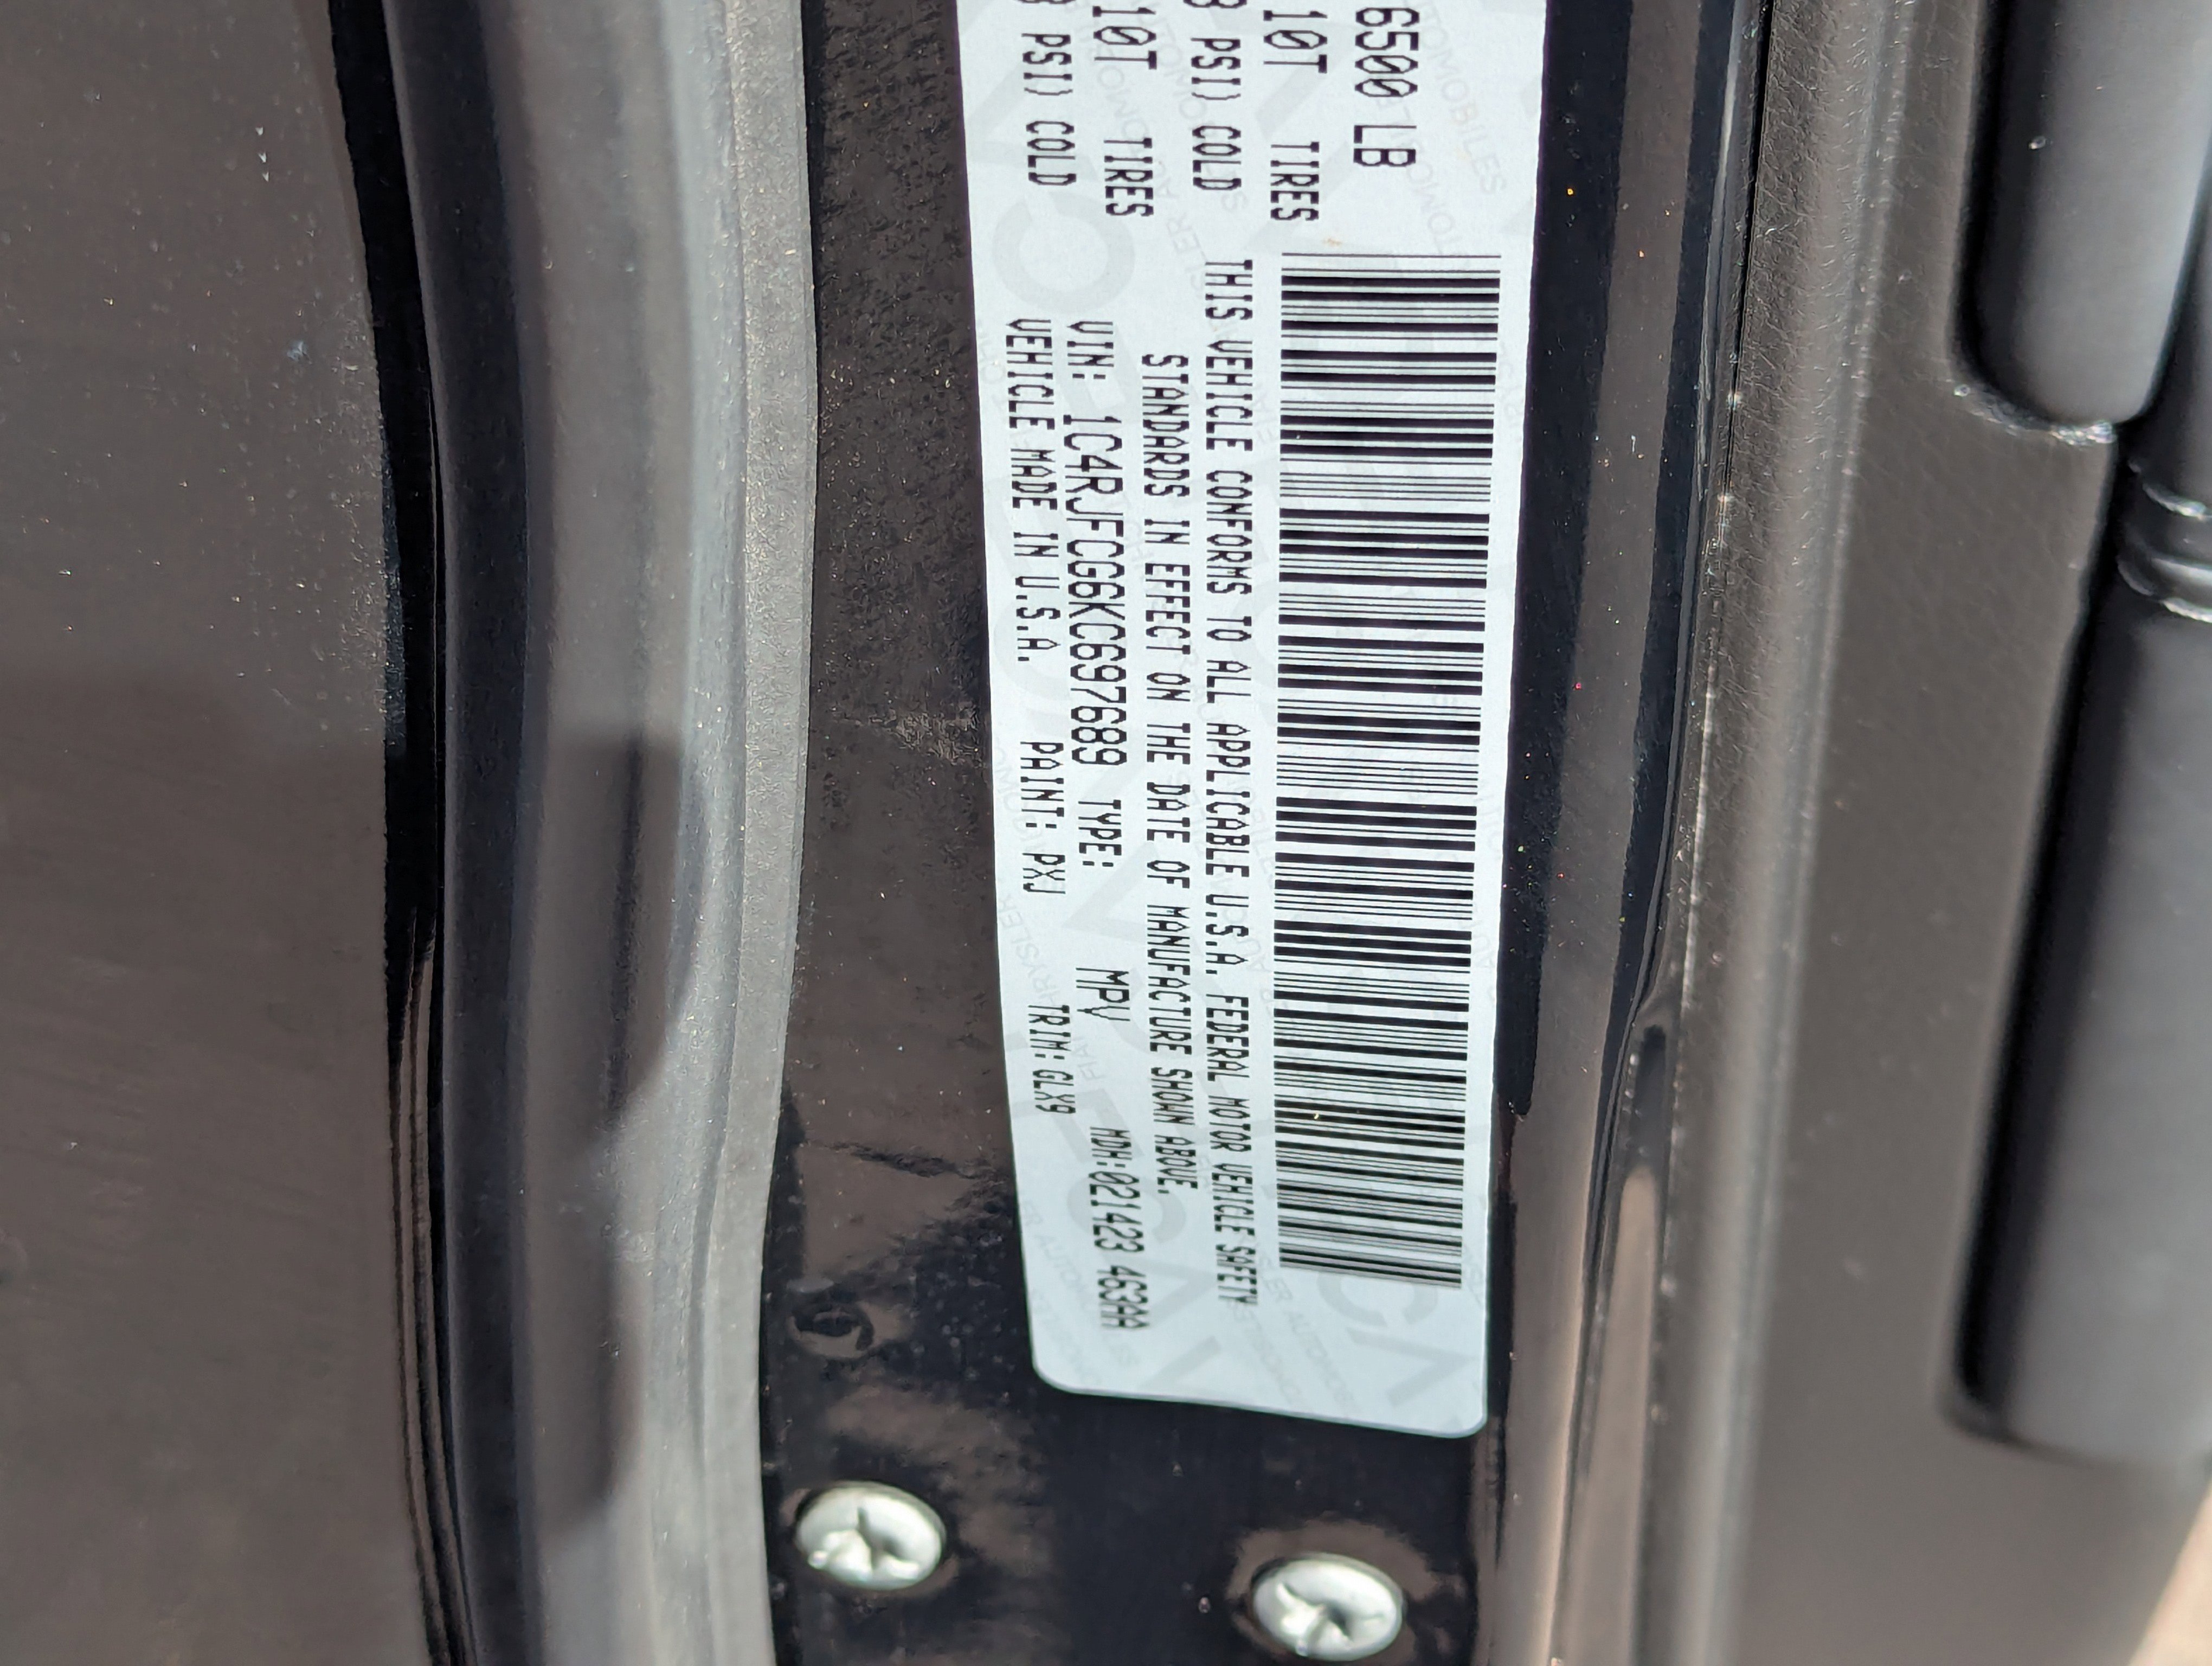 6500 LB
10T TIRES
PSI) COLD
10T TIRES
PSI) COLD
THIS VEHICLE CONFORMS TO ALL APPLICABLE U.S.A. FEDERAL MOTOR VEHICLE SAFETY
STANDARDS IN EFFECT ON THE DATE OF MANUFACTURE SHOWN ABOVE.
VIN: 1C4RJFCG6KC697689 TYPE: MPV MDH:021423 463AA
VEHICLE MADE IN U.S.A. PAINT: PXJ TRIM: GLX9